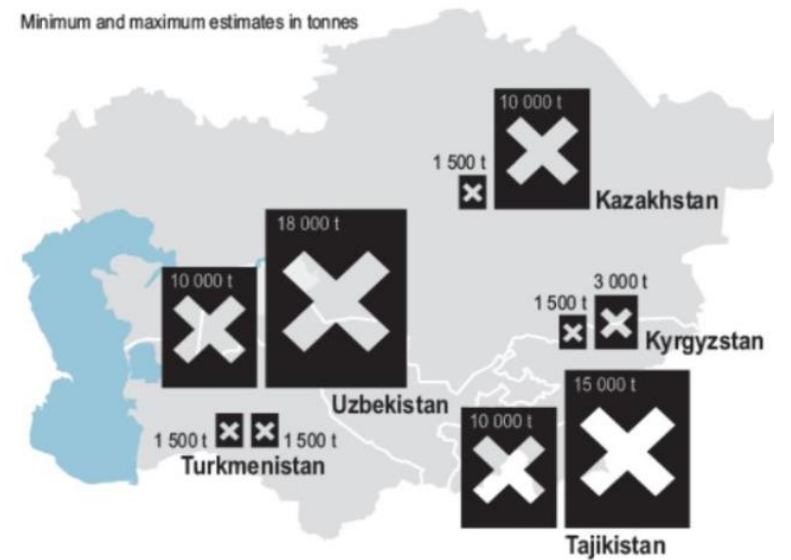 Minimum and maximum estimates in tonnes
10 000 t
1 500 t
Kazakhstan
18 000 t
10 000 t
Uzbekistan
3 000 t
1 500 t
Kyrgyzstan
1 500 t
1 500 t
Turkmenistan
15 000 t
10 000 t
Tajikistan